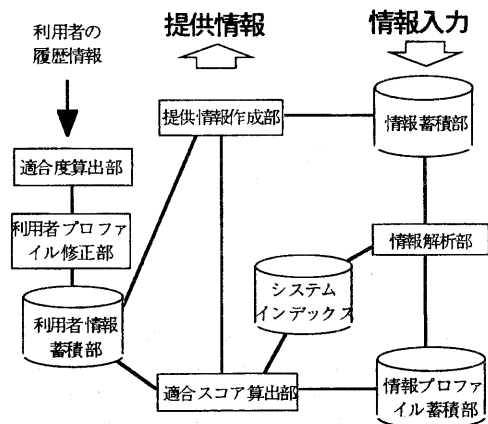 利用者の
履歴情報
提供情報
情報入力
提供情報作成部
情報蓄積部
適合度算出部
利用者プロファ
イル修正部
情報解析部
システム
インデックス
利用者情報
蓄積部
適合スコア算出部
情報プロファ
イル蓄積部